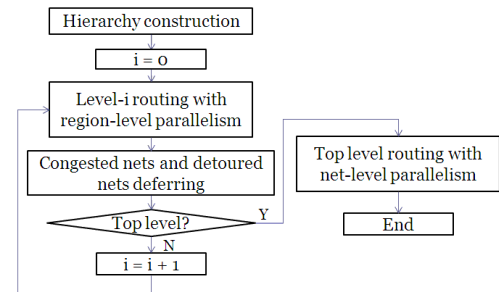 Hierarchy construction
i = 0
Level-i routing with
region-level parallelism
Congested nets and detoured
nets deferring
Top level?
Y
N
i = i + 1
Top level routing with
net-level parallelism
End